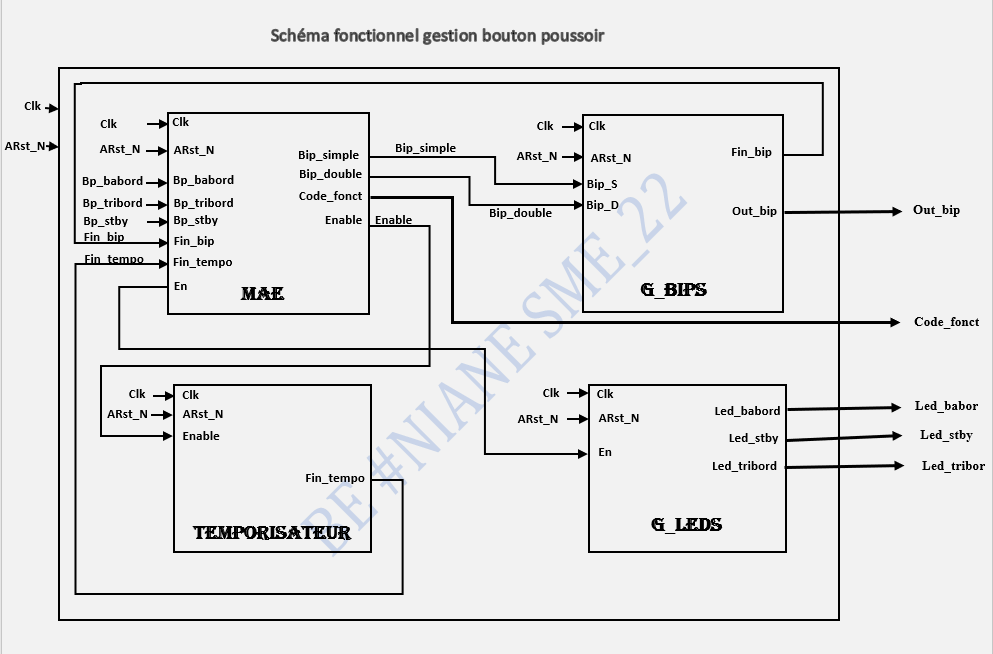 Schéma fonctionnel gestion bouton poussoir
Clk
ARst_N
Clk
ARst_N
Bp_babord
Bp_tribord
Bp_stby
Fin_bip
Fin_tempo
Clk
ARst_N
Bp_babord
Bp_tribord
Bp_stby
Fin_bip
Fin_tempo
En
Bip_simple
Bip_double
Code_fonct
Enable
MAE
Bip_simple
Bip_double
Enable
Clk
ARst_N
Clk
ARst_N
Bip_S
Bip_D
Fin_bip
Out_bip
G_BIPS
Out_bip
Code_fonct
Clk
ARst_N
Clk
ARst_N
Enable
Fin_tempo
TEMPORISATEUR
Clk
ARst_N
Clk
ARst_N
En
Led_babord
Led_stby
Led_tribord
G_LEDS
Led_babor
Led_stby
Led_tribor
BE #NIANE SME_22